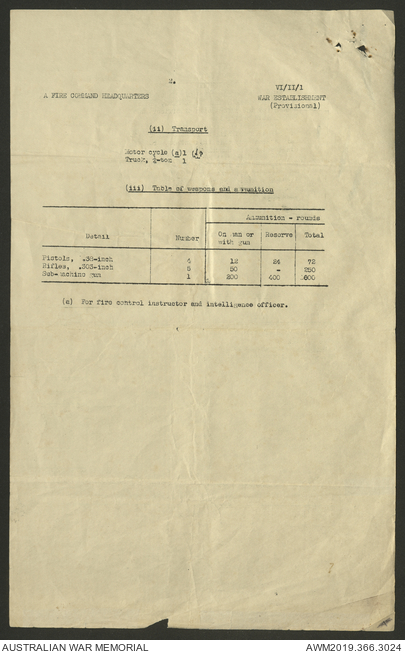 2.
VI/II/1
A FIRE COMMAND HEADQUARTERS
WAR ESTABLISHMENT
(Provisional)
(ii) Transport
Motor cycle (a) 1
Truck, ¼-ton 1
(iii) Table of weapons and ammunition
Ammunition - rounds
Detail Number On man or with gun Reserve Total
Pistols, .38-inch 12 24 72
Rifles, .303-inch 5 50 - 250
Sub-machine gun 1 200 400 600
(a) For fire control instructor and intelligence officer.
AUSTRALIAN WAR MEMORIAL
AWM2019.366.3024